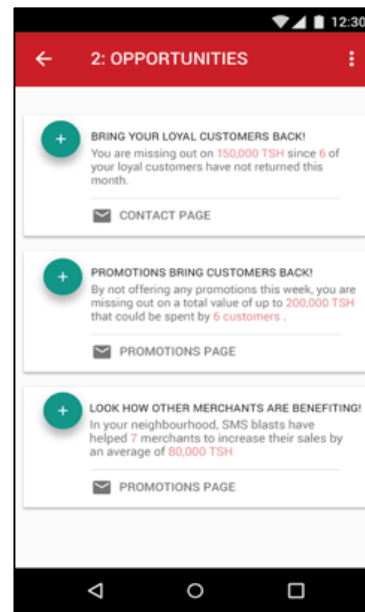 12:30
2: OPPORTUNITIES
BRING YOUR LOYAL CUSTOMERS BACK!
You are missing out on 150,000 TSH since 6 of
your loyal customers have not returned this
month.
CONTACT PAGE
PROMOTIONS BRING CUSTOMERS BACK!
By not offering any promotions this week, you are
missing out on a total value of up to 200,000 TSH
that could be spent by 6 customers .
PROMOTIONS PAGE
LOOK HOW OTHER MERCHANTS ARE BENEFITING!
In your neighbourhood, SMS blasts have
helped 7 merchants to increase their sales by
an average of 80,000 TSH
PROMOTIONS PAGE